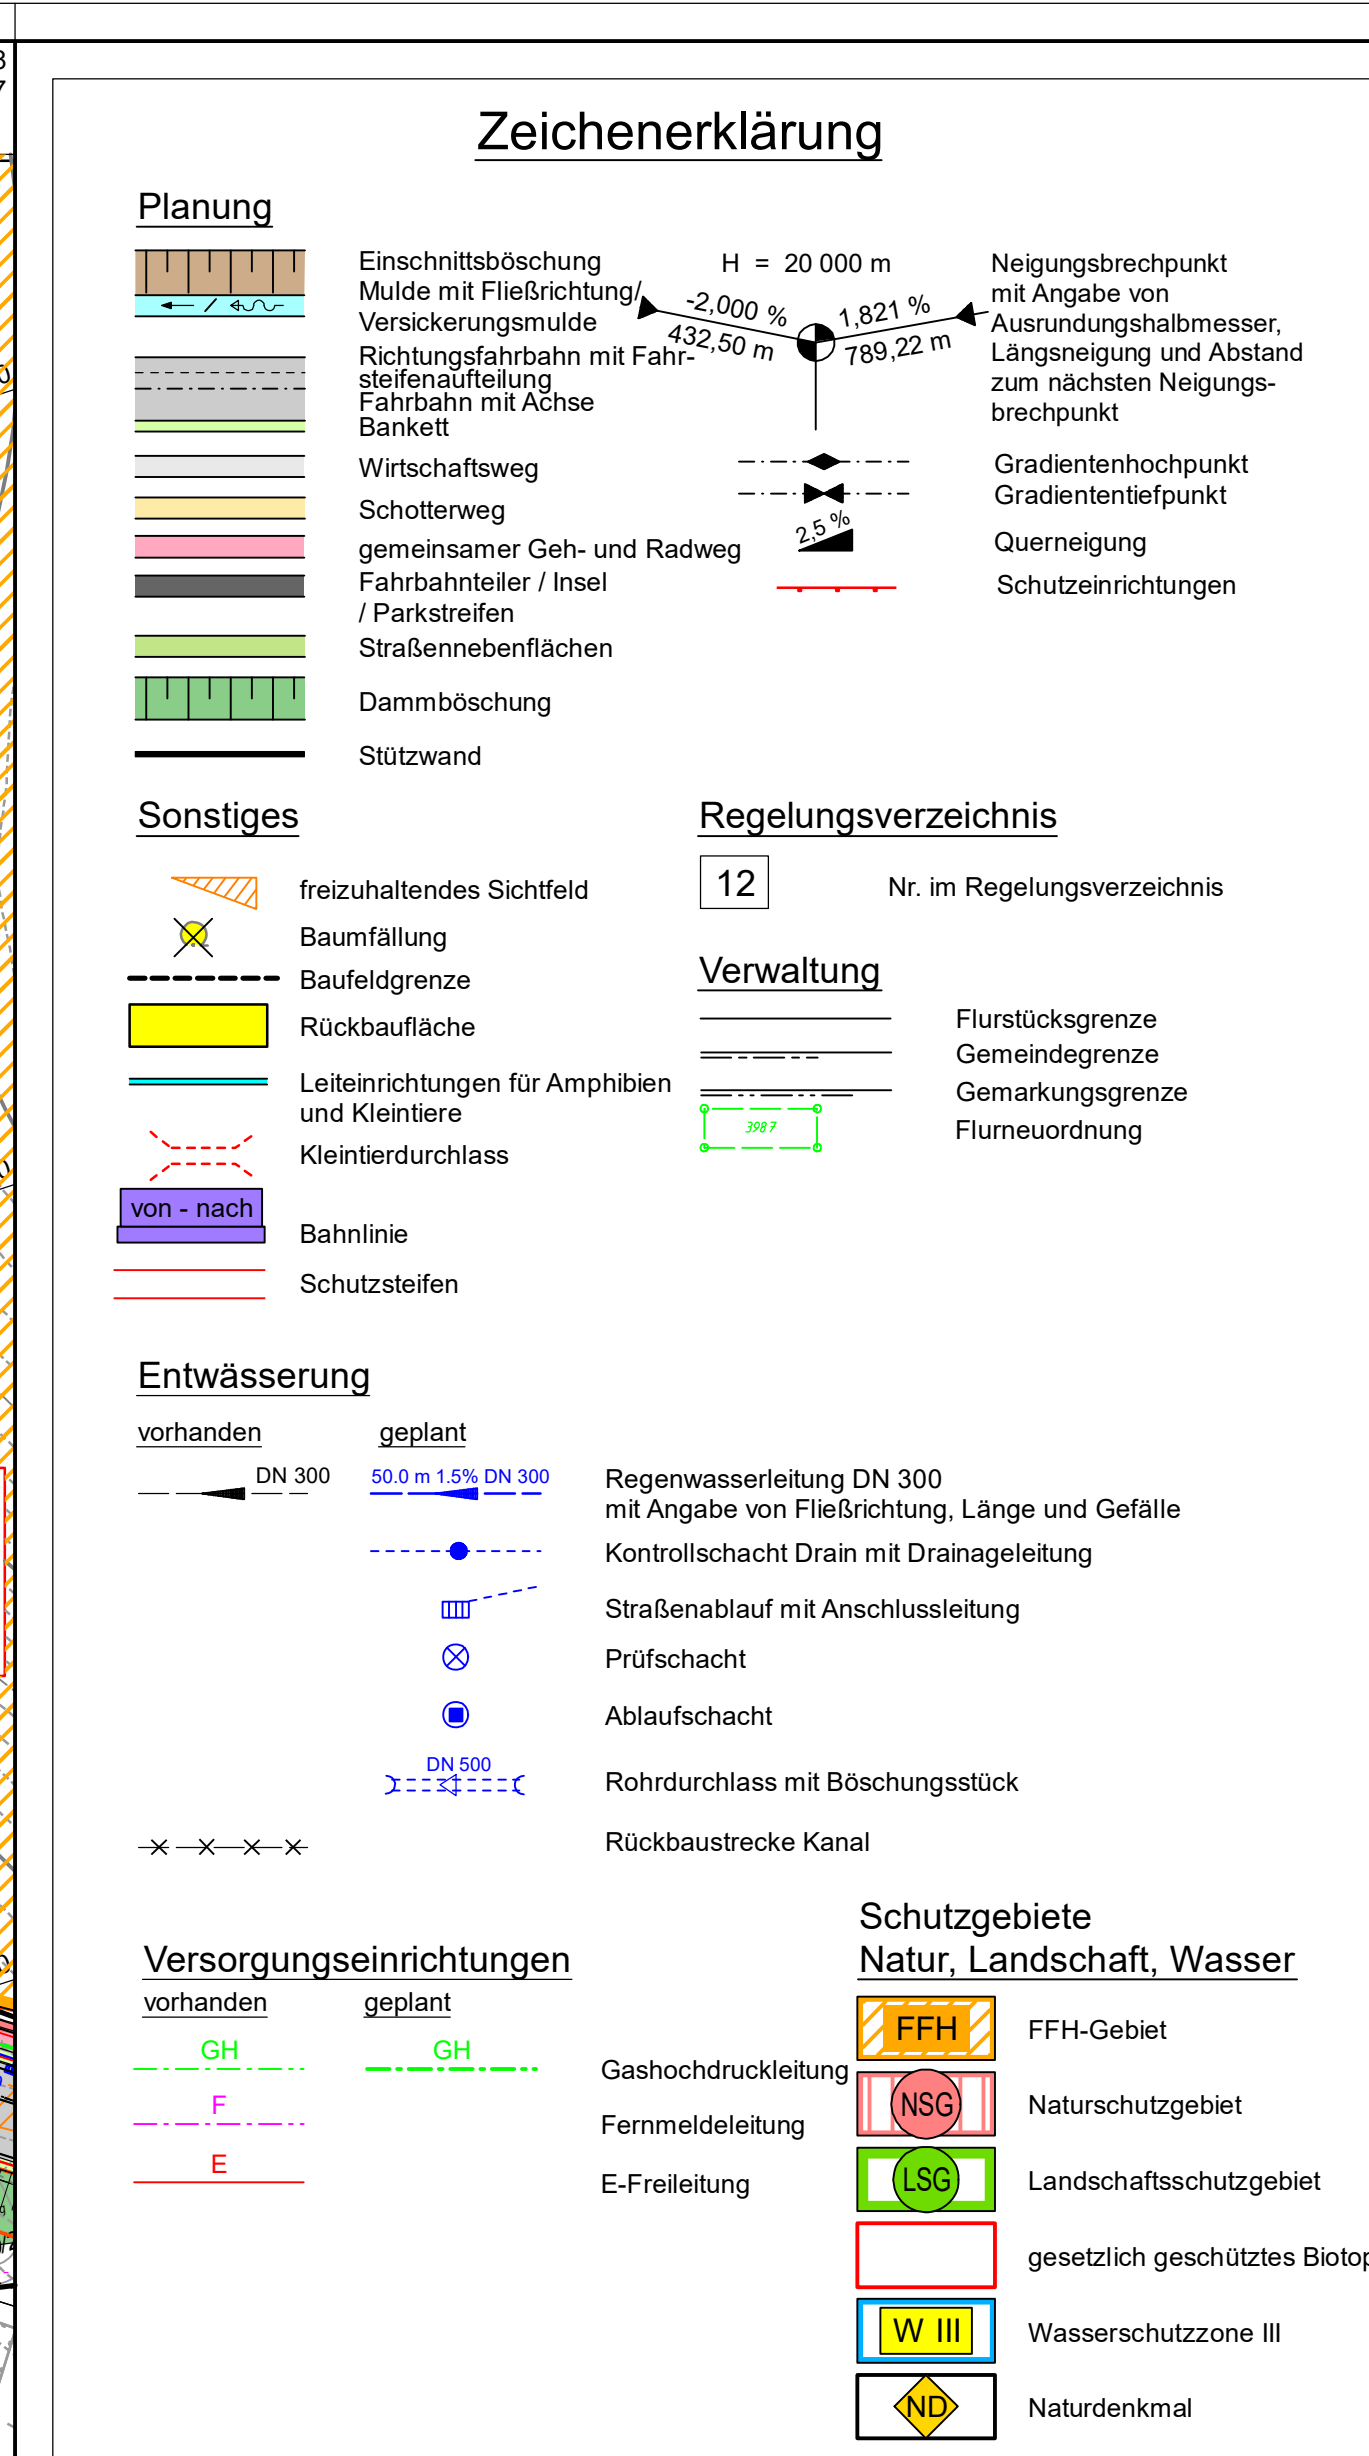 Zeichenerklärung
Planung
Einschnittsböschung
Mulde mit Fließrichtung/
Versickerungsmulde
Richtungsfahrbahn mit Fahr-
steifenaufteilung
Fahrbahn mit Achse
Bankett
Wirtschaftsweg
Schotterweg
gemeinsamer Geh- und Radweg
Fahrbahnteiler / Insel
/ Parkstreifen
Straßennebenflächen
Dammböschung
Stützwand
H = 20 000 m
-2,000 %
432,50 m
1,821 %
789,22 m
Neigungsbrechpunkt
mit Angabe von
Ausrundungshalbmesser,
Längsneigung und Abstand
zum nächsten Neigungs-
brechpunkt
Gradientenhochpunkt
Gradiententiefpunkt
2,5 %
Querneigung
Schutzeinrichtungen
Sonstiges
freizuhaltendes Sichtfeld
Baumfällung
Baufeldgrenze
Rückbaufläche
Leiteinrichtungen für Amphibien
und Kleintiere
Kleintierdurchlass
von - nach
Bahnlinie
Schutzsteifen
Regelungsverzeichnis
12
Nr. im Regelungsverzeichnis
Verwaltung
Flurstücksgrenze
Gemeindegrenze
Gemarkungsgrenze
3987
Flurneuordnung
Entwässerung
vorhanden
geplant
DN 300
50.0 m 1.5% DN 300
Regenwasserleitung DN 300
mit Angabe von Fließrichtung, Länge und Gefälle
Kontrollschacht Drain mit Drainageleitung
Straßenablauf mit Anschlussleitung
Prüfschacht
Ablaufschacht
DN 500
Rohrdurchlass mit Böschungsstück
Rückbaustrecke Kanal
Versorgungseinrichtungen
vorhanden
geplant
GH
GH
Gashochdruckleitung
F
Fernmeldeleitung
E
E-Freileitung
Schutzgebiete
Natur, Landschaft, Wasser
FFH
FFH-Gebiet
NSG
Naturschutzgebiet
LSG
Landschaftsschutzgebiet
gesetzlich geschütztes Biotop
W III
Wasserschutzzone III
ND
Naturdenkmal